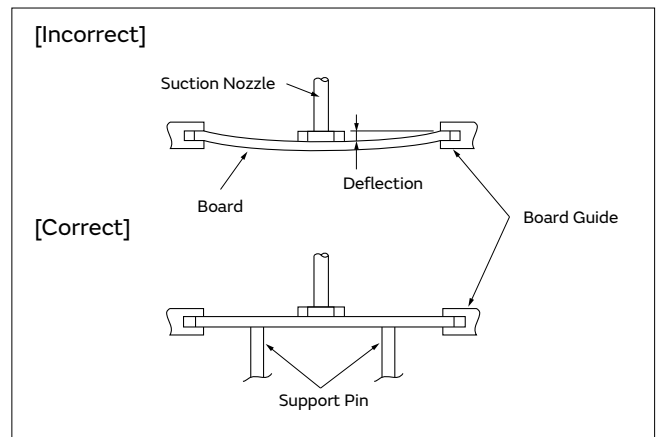 [Incorrect]
Suction Nozzle
Deflection
Board
Board Guide
[Correct]
Support Pin